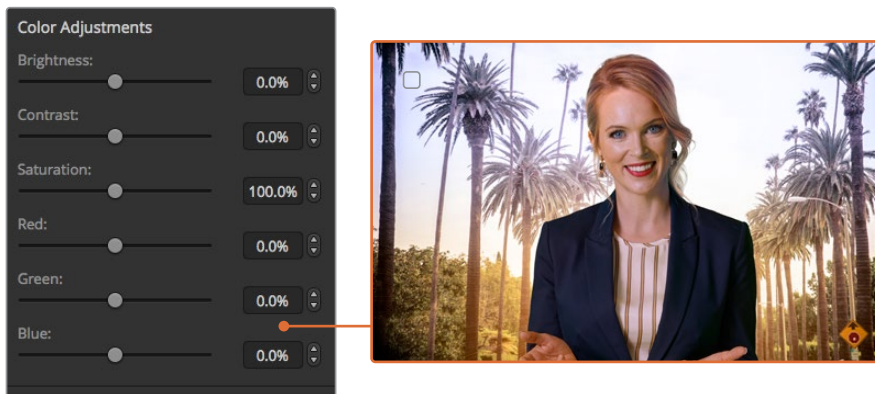 Color Adjustments
Brightness:
0.0%
Contrast:
0.0%
Saturation:
100.0%
Red:
0.0%
Green:
0.0%
Blue:
0.0%